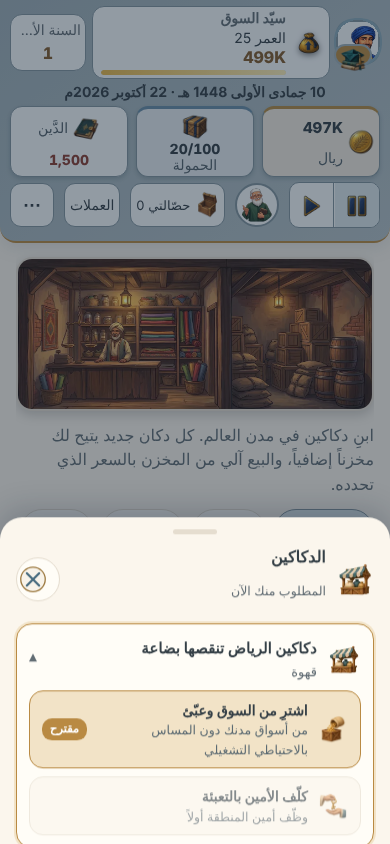 سيّد السوق
العمر 25
499K
السنة الأ...
1
10 جمادى الأولى 1448 هـ · 22 أكتوبر 2026م
497K
ريال
20/100
الحمولة
الدَّين
1,500
حصّالتي 0
العملات
...
ابنِ دكاكين في مدن العالم. كل دكان جديد يتيح لك
مخزناً إضافياً، والبيع آلي من المخزن بالسعر الذي
تحدده.
الدكاكين
المطلوب منك الآن
دكاكين الرياض تنقصها بضاعة
قهوة
اشترِ من السوق وعبّئ
من أسواق مدنك دون المساس
بالاحتياطي التشغيلي
مقترح
كلّف الأمين بالتعبئة
وظّف أمين المنطقة أولاً